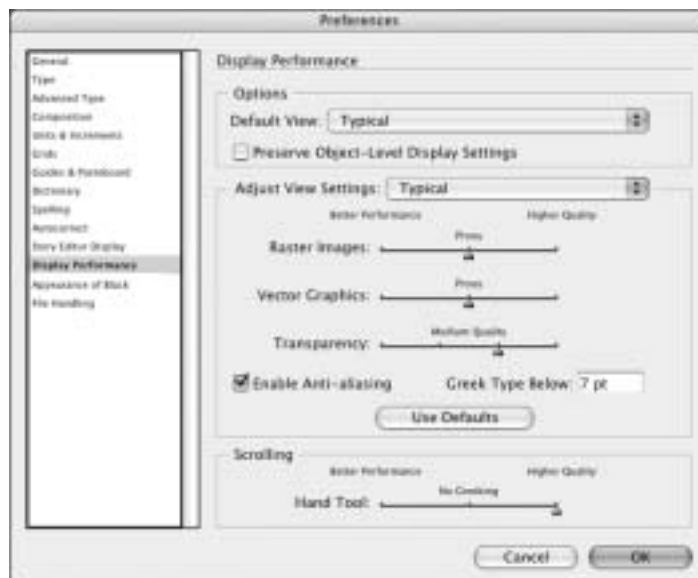 Preferences
General
Type
Advanced Type
Composition
Units & Increments
Grids
Guides & Pasteboard
Dictionary
Spelling
Autocorrect
Story Editor Display
Display Performance
Appearance of Black
File Handling
Display Performance
Options
Default View: Typical
Preserve Object-Level Display Settings
Adjust View Settings: Typical
Better Performance Higher Quality
Proxy
Raster Images:
Proxy
Vector Graphics:
Medium Quality
Transparency:
Enable Anti-aliasing Greek Type Below: 7 pt
Use Defaults
Scrolling
Better Performance Higher Quality
No Greeking
Hand Tool:
Cancel OK